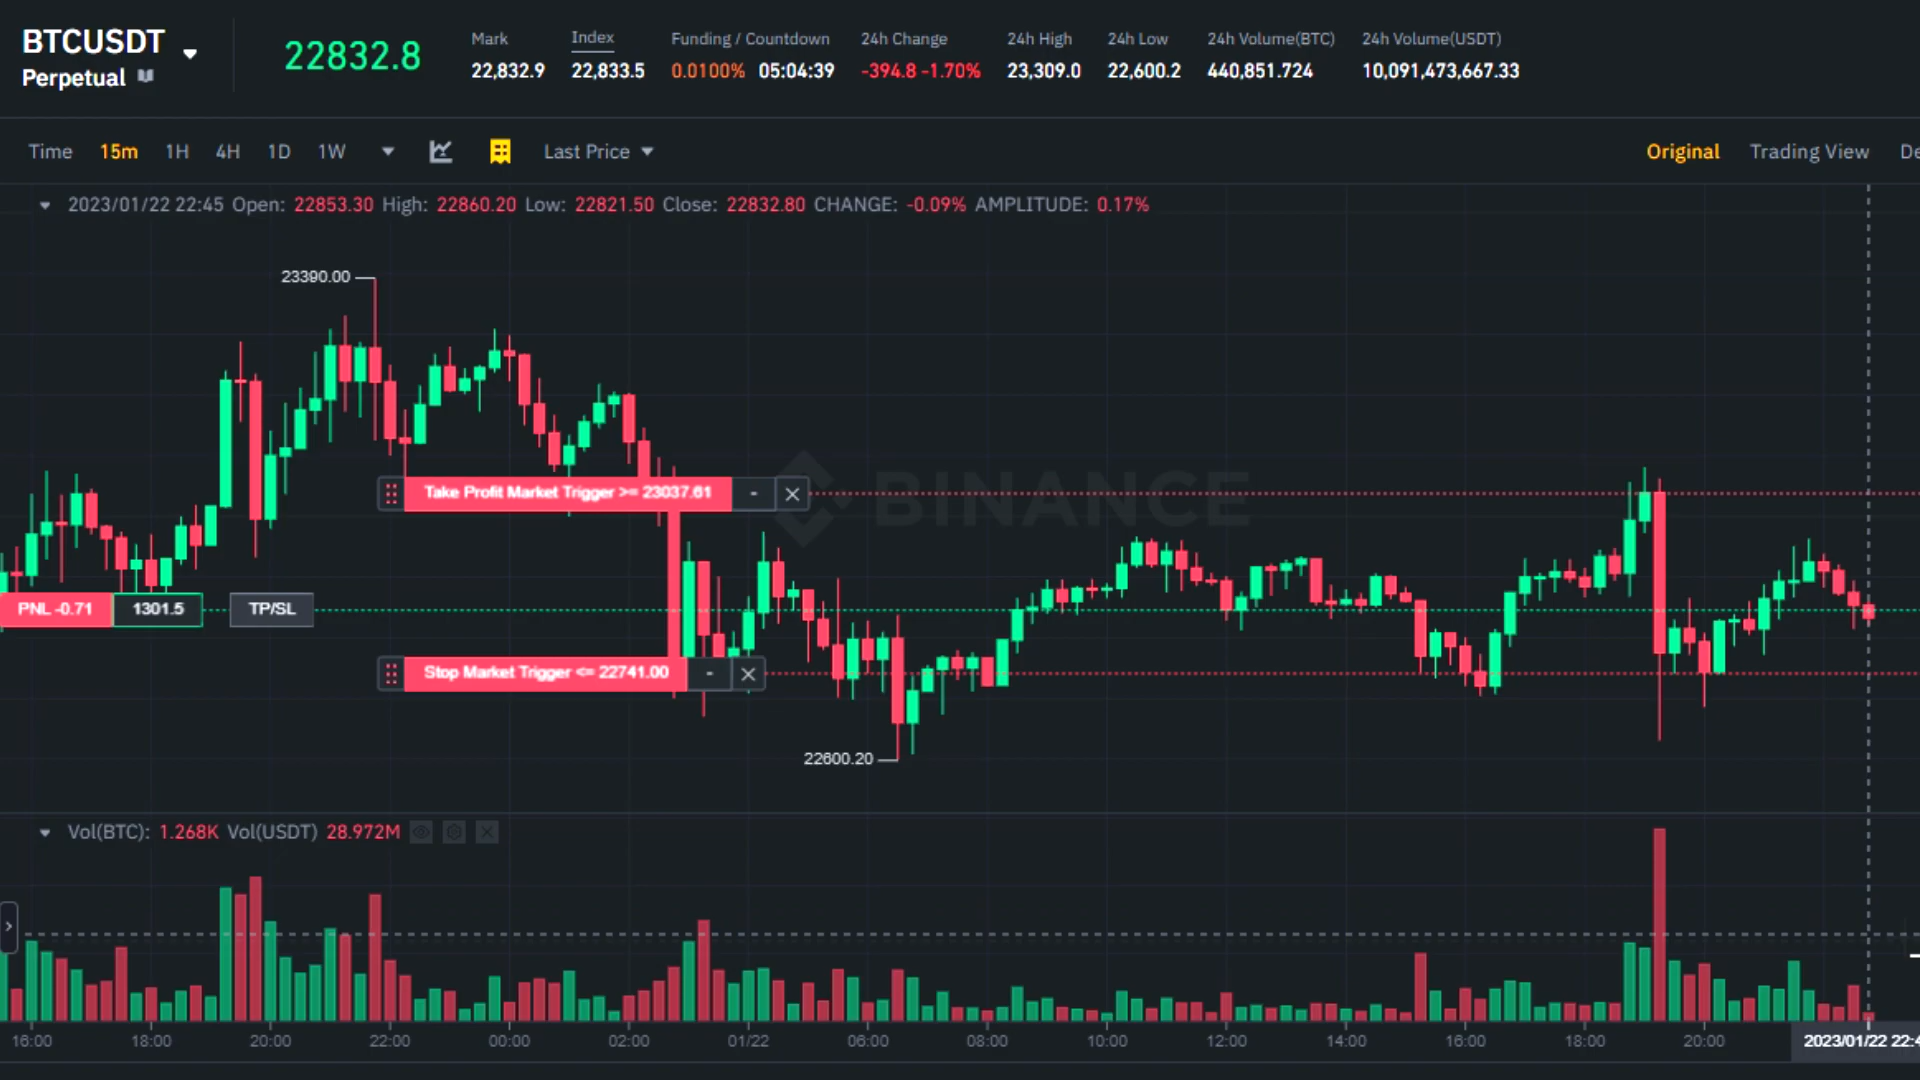 BTCUSDT
Perpetual
22832.8
Mark
22,832.9
Index
22,833.5
Funding / Countdown
0.0100% 05:04:39
24h Change
-394.8 -1.70%
24h High
23,309.0
24h Low
22,600.2
24h Volume(BTC)
440,851.724
24h Volume(USDT)
10,091,473,667.33
Time 15m 1H 4H 1D 1W Last Price Original Trading View De
2023/01/22 22:45 Open: 22853.30 High: 22860.20 Low: 22821.50 Close: 22832.80 CHANGE: -0.09% AMPLITUDE: 0.17%
23390.00
Take Profit Market Trigger >= 23037.61 -
BINANCE
PNL -0.71 1301.5 TP/SL
Stop Market Trigger <= 22741.00 -
22600.20
Vol(BTC): 1.268K Vol(USDT) 28.972M
16:00 18:00 20:00 22:00 00:00 02:00 01/22 06:00 08:00 10:00 12:00 14:00 16:00 18:00 20:00 2023/01/22 22:4